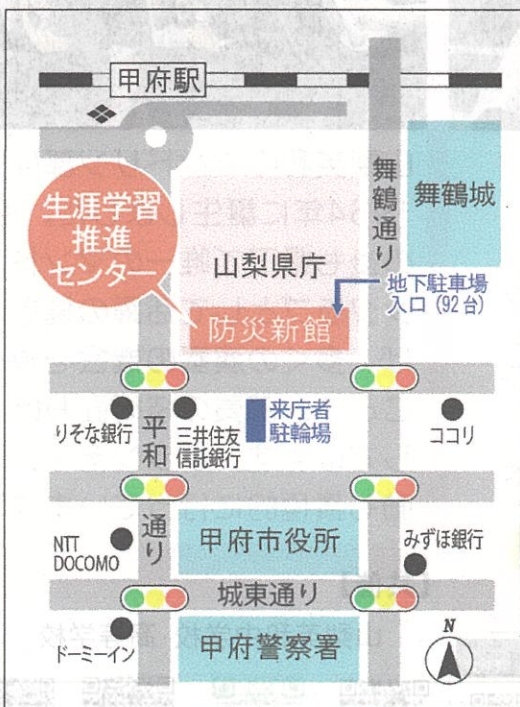 甲府駅
舞鶴通り
舞鶴城
生涯学習
推進
センター
山梨県庁
地下駐車場
入口（92台）
防災新館
りそな銀行
平和通り
三井住友
信託銀行
来庁者
駐輪場
ココリ
NTT
DOCOMO
甲府市役所
みずほ銀行
城東通り
ドーミーイン
甲府警察署
N